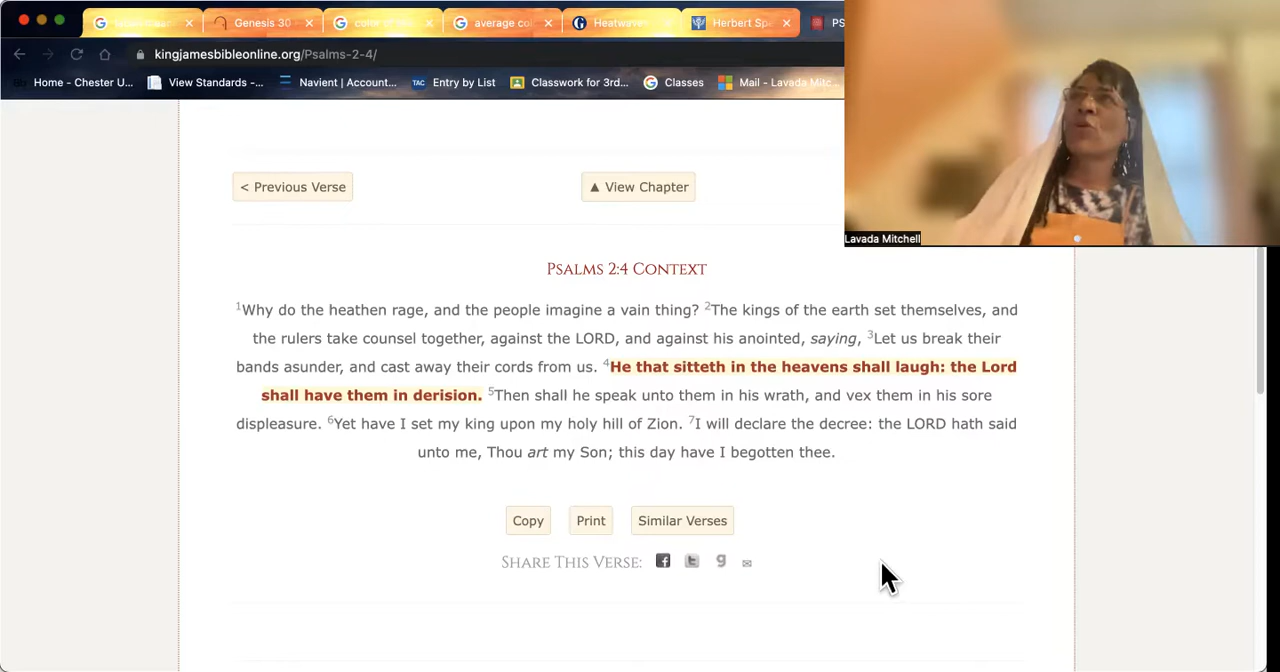 Genesis 30
average co
Heatwave
Herbert Spe
PS
kingjamesbibleonline.org/Psalms-2-4/
Home - Chester U...
View Standards -...
Navient | Account...
TAC Entry by List
Classwork for 3rd...
Classes
Mail - Lavada Mitc...
< Previous Verse
▲ View Chapter
Lavada Mitchell
Psalms 2:4 Context
1Why do the heathen rage, and the people imagine a vain thing? 2The kings of the earth set themselves, and
the rulers take counsel together, against the LORD, and against his anointed, saying, 3Let us break their
bands asunder, and cast away their cords from us. 4He that sitteth in the heavens shall laugh: the Lord
shall have them in derision. 5Then shall he speak unto them in his wrath, and vex them in his sore
displeasure. 6Yet have I set my king upon my holy hill of Zion. 7I will declare the decree: the LORD hath said
unto me, Thou art my Son; this day have I begotten thee.
Copy
Print
Similar Verses
Share This Verse: